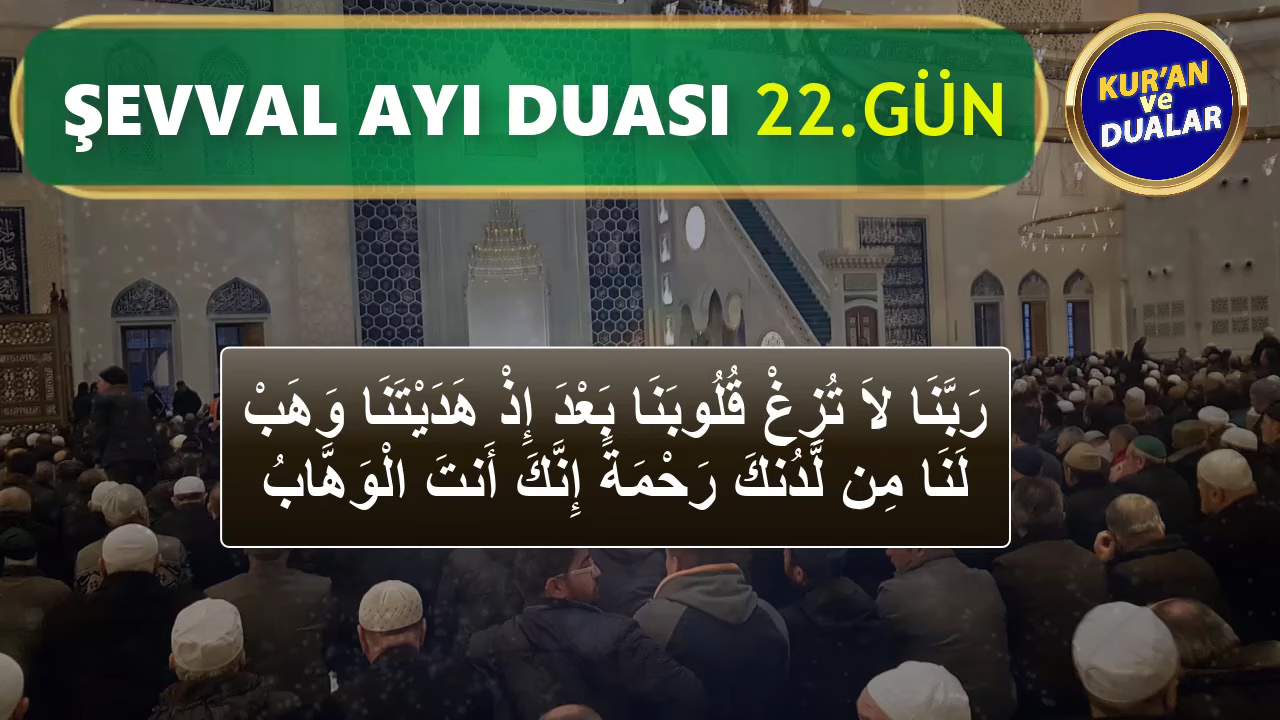 ŞEVVAL AYI DUASI 22.GÜN
KUR'AN
ve
DUALAR
رَبَّنَا لاَ تُزِغْ قُلُوبَنَا بَعْدَ إِذْ هَدَيْتَنَا وَهَبْ
لَنَا مِن لَّدُنكَ رَحْمَةً إِنَّكَ أَنتَ الْوَهَّابُ